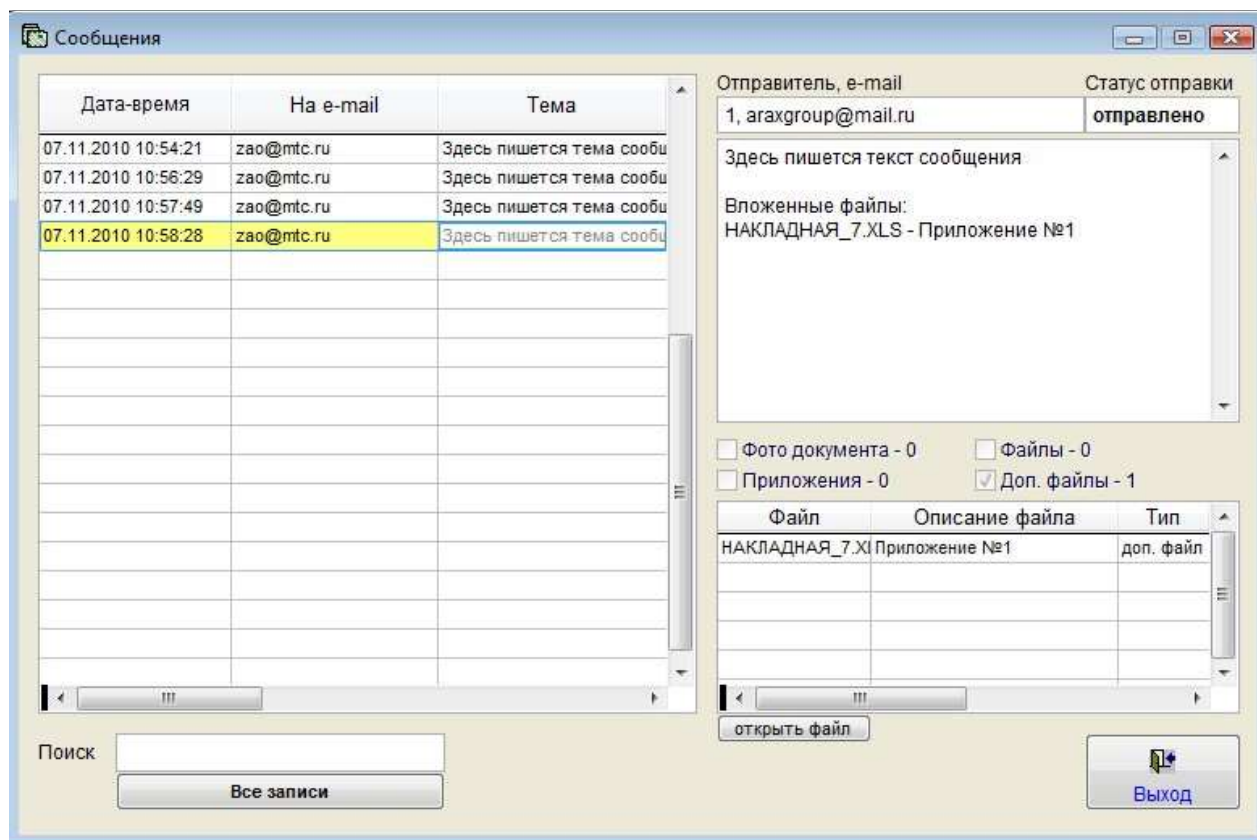 Сообщения
Дата-время На e-mail Тема
07.11.2010 10:54:21 zao@mtc.ru Здесь пишется тема сообщ
07.11.2010 10:56:29 zao@mtc.ru Здесь пишется тема сообщ
07.11.2010 10:57:49 zao@mtc.ru Здесь пишется тема сообщ
07.11.2010 10:58:28 zao@mtc.ru Здесь пишется тема сообщ
Поиск
Все записи
Отправитель, e-mail Статус отправки
1, araxgroup@mail.ru отправлено
Здесь пишется текст сообщения
Вложенные файлы:
НАКЛАДНАЯ_7.XLS - Приложение №1
Фото документа - 0 Файлы - 0
Приложения - 0 Доп. файлы - 1
Файл Описание файла Тип
НАКЛАДНАЯ_7.Xl Приложение №1 доп. файл
открыть файл
Выход